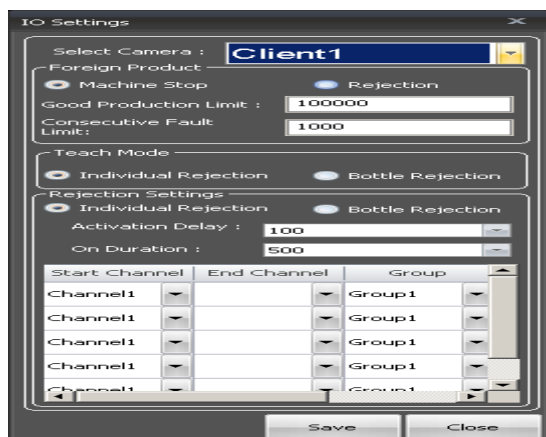 IO Settings
Select Camera : Client1
Foreign Product
Machine Stop Rejection
Good Production Limit : 100000
Consecutive Fault
Limit: 1000
Teach Mode
Individual Rejection Bottle Rejection
Rejection Settings
Individual Rejection Bottle Rejection
Activation Delay : 100
On Duration : 500
Start Channel End Channel Group
Channel1 Group1
Channel1 Group1
Channel1 Group1
Channel1 Group1
Channel1 Group1
Save Close